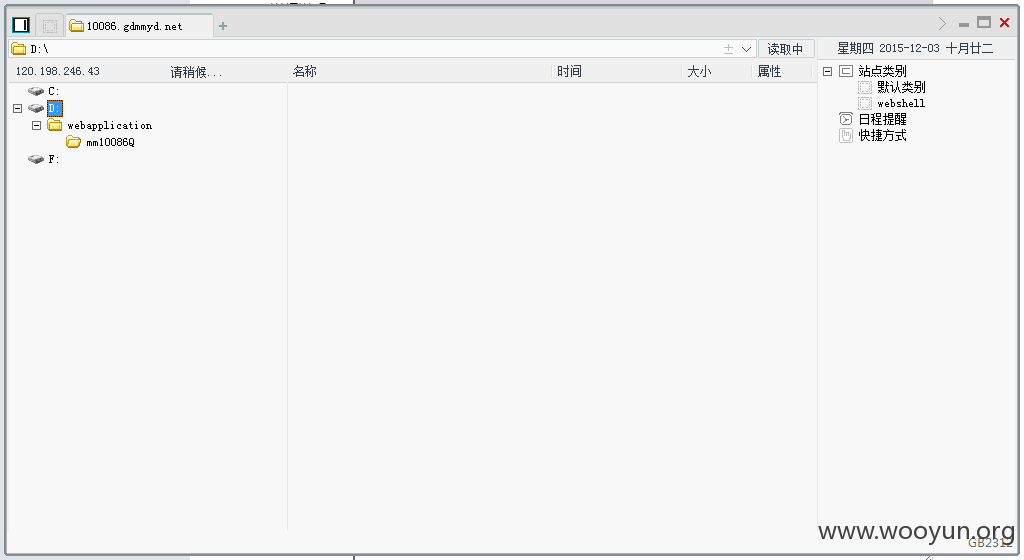 10086.gdmmyd.net
D:\
读取中
星期四 2015-12-03 十月廿二
120.198.246.43
请稍候...
名称
时间
大小
属性
C:
D:
webapplication
mm10086Q
F:
站点类别
默认类别
webshell
日程提醒
快捷方式
www.wooyun.org
GB2312